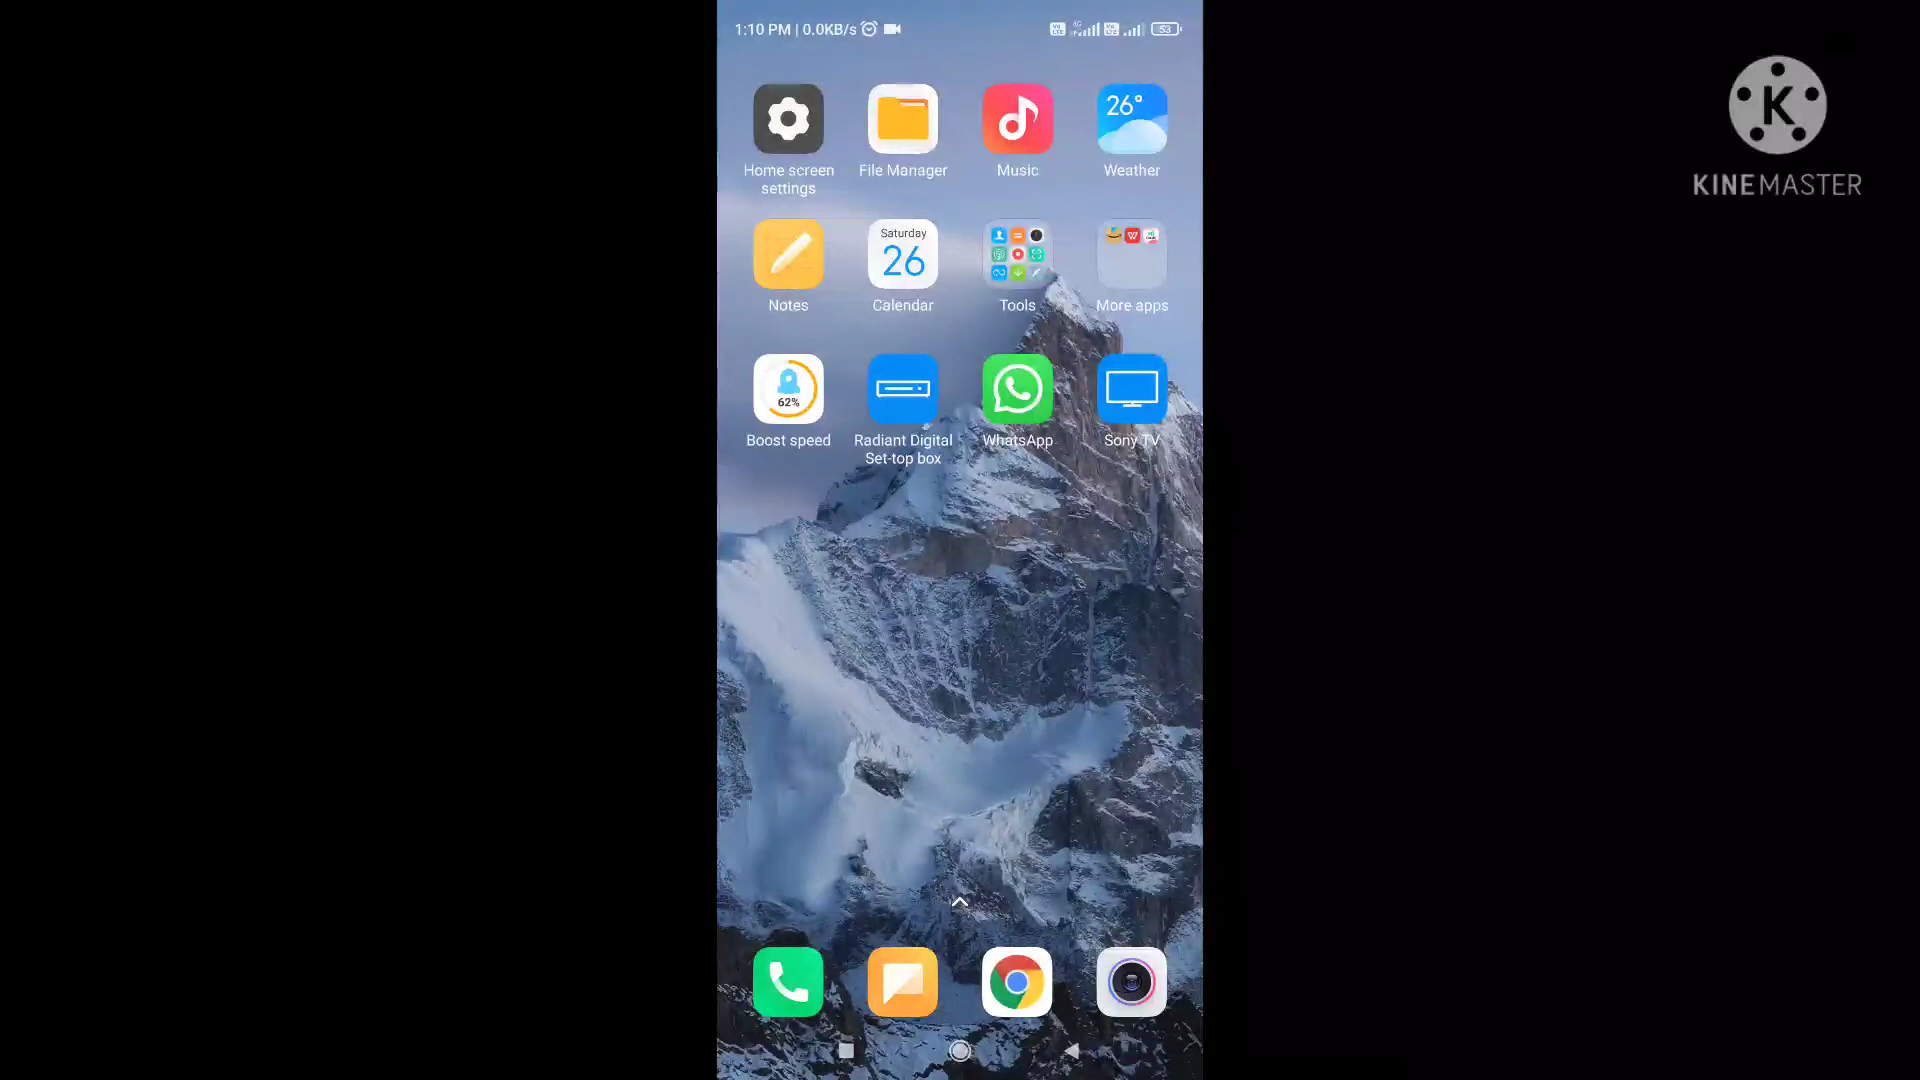 1:10 PM | 0.0KB/s
53
K
KINEMASTER
26°
Home screen
settings
File Manager
Music
Weather
Saturday
26
Notes
Calendar
Tools
More apps
62%
Boost speed
Radiant Digital
Set-top box
WhatsApp
Sony TV